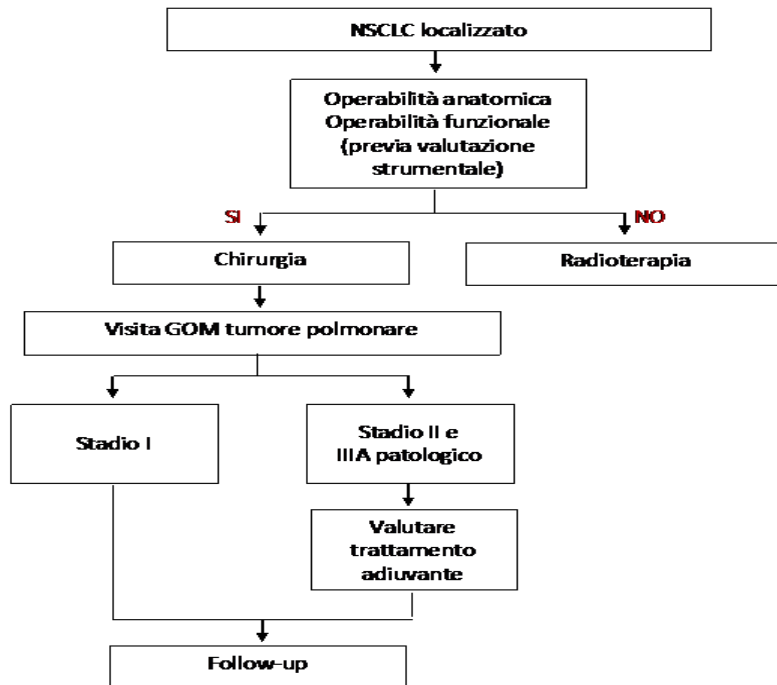 NSCLC localizzato
Operabilità anatomica
Operabilità funzionale
(previa valutazione
strumentale)
SI
NO
Chirurgia
Radioterapia
Visita GOM tumore polmonare
Stadio I
Stadio II e
IIIA patologico
Valutare
trattamento
adiuvante
Follow-up